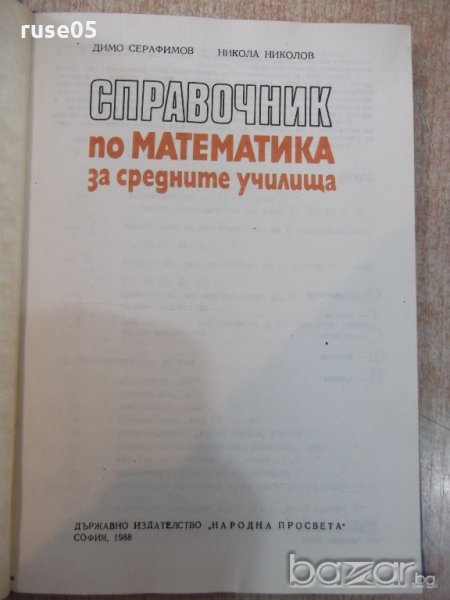 ruse05
ДИМО СЕРАФИМОВ НИКОЛА НИКОЛОВ
СПРАВОЧНИК
по МАТЕМАТИКА
за средните училища
ДЪРЖАВНО ИЗДАТЕЛСТВО „НАРОДНА ПРОСВЕТА"
СОФИЯ, 1988
bazar.bg